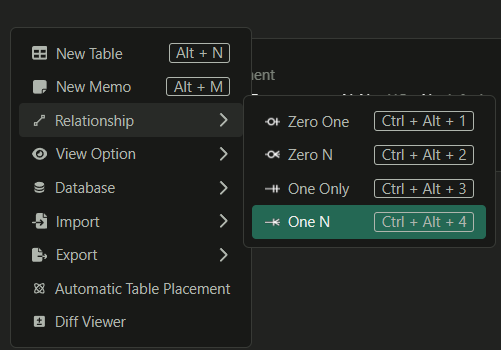 New Table Alt + N
New Memo Alt + M
Relationship
View Option
Database
Import
Export
Automatic Table Placement
Diff Viewer
Zero One Ctrl + Alt + 1
Zero N Ctrl + Alt + 2
One Only Ctrl + Alt + 3
One N Ctrl + Alt + 4